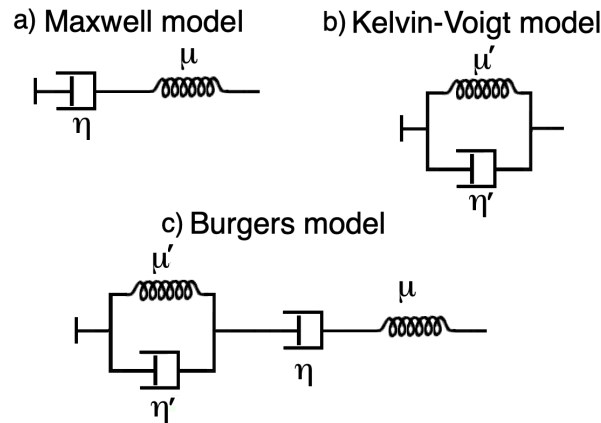 a) Maxwell model
b) Kelvin-Voigt model
μ
μ′
η
η′
c) Burgers model
μ′
μ
η
η′